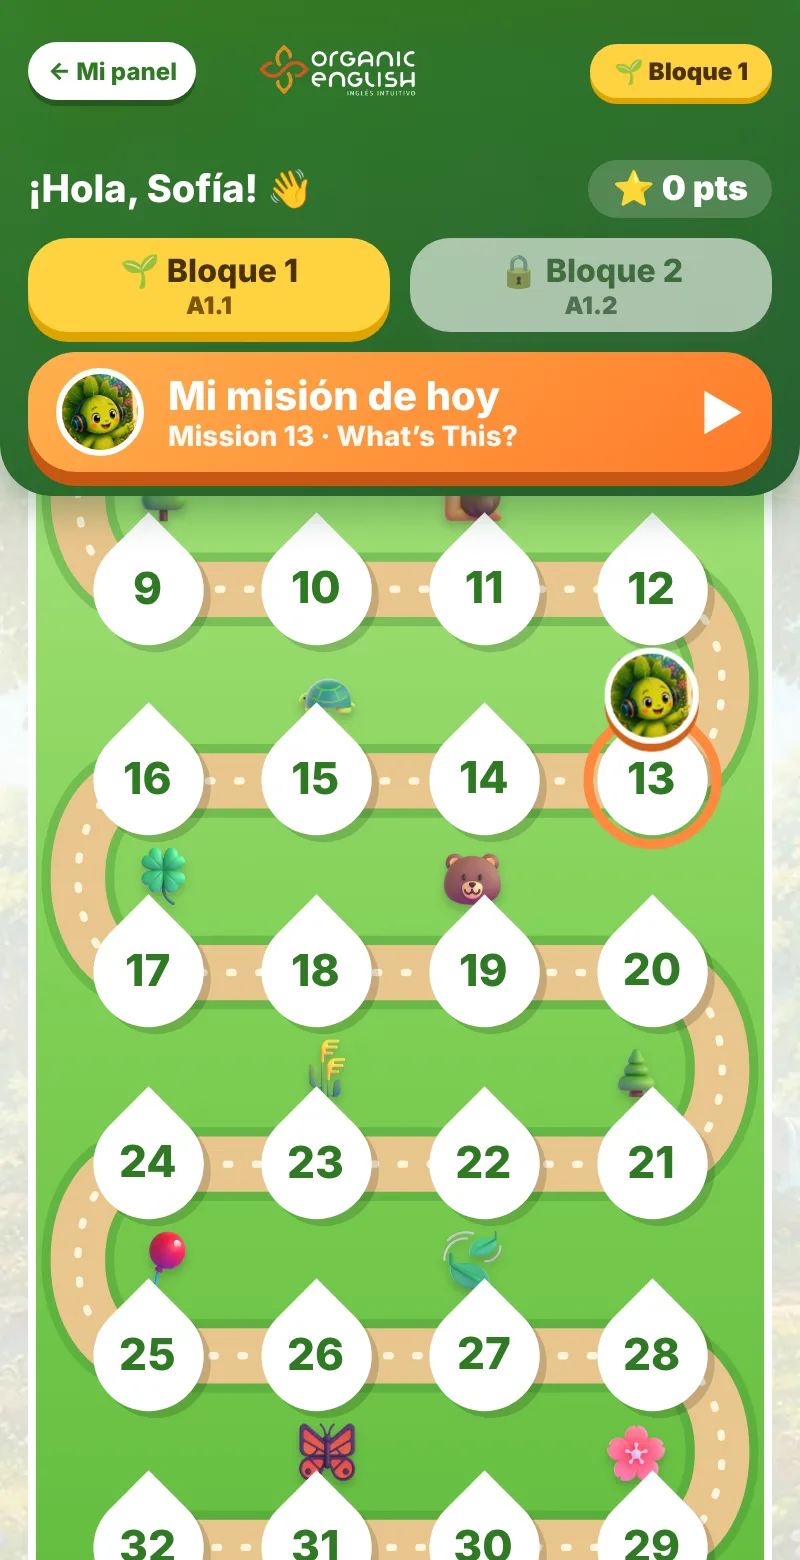 ← Mi panel
ORGANIC
ENGLISH
INGLÉS INTUITIVO
Bloque 1
¡Hola, Sofía!
0 pts
Bloque 1
A1.1
Bloque 2
A1.2
Mi misión de hoy
Mission 13 · What’s This?
9 10 11 12
16 15 14 13
17 18 19 20
24 23 22 21
25 26 27 28
32 31 30 29